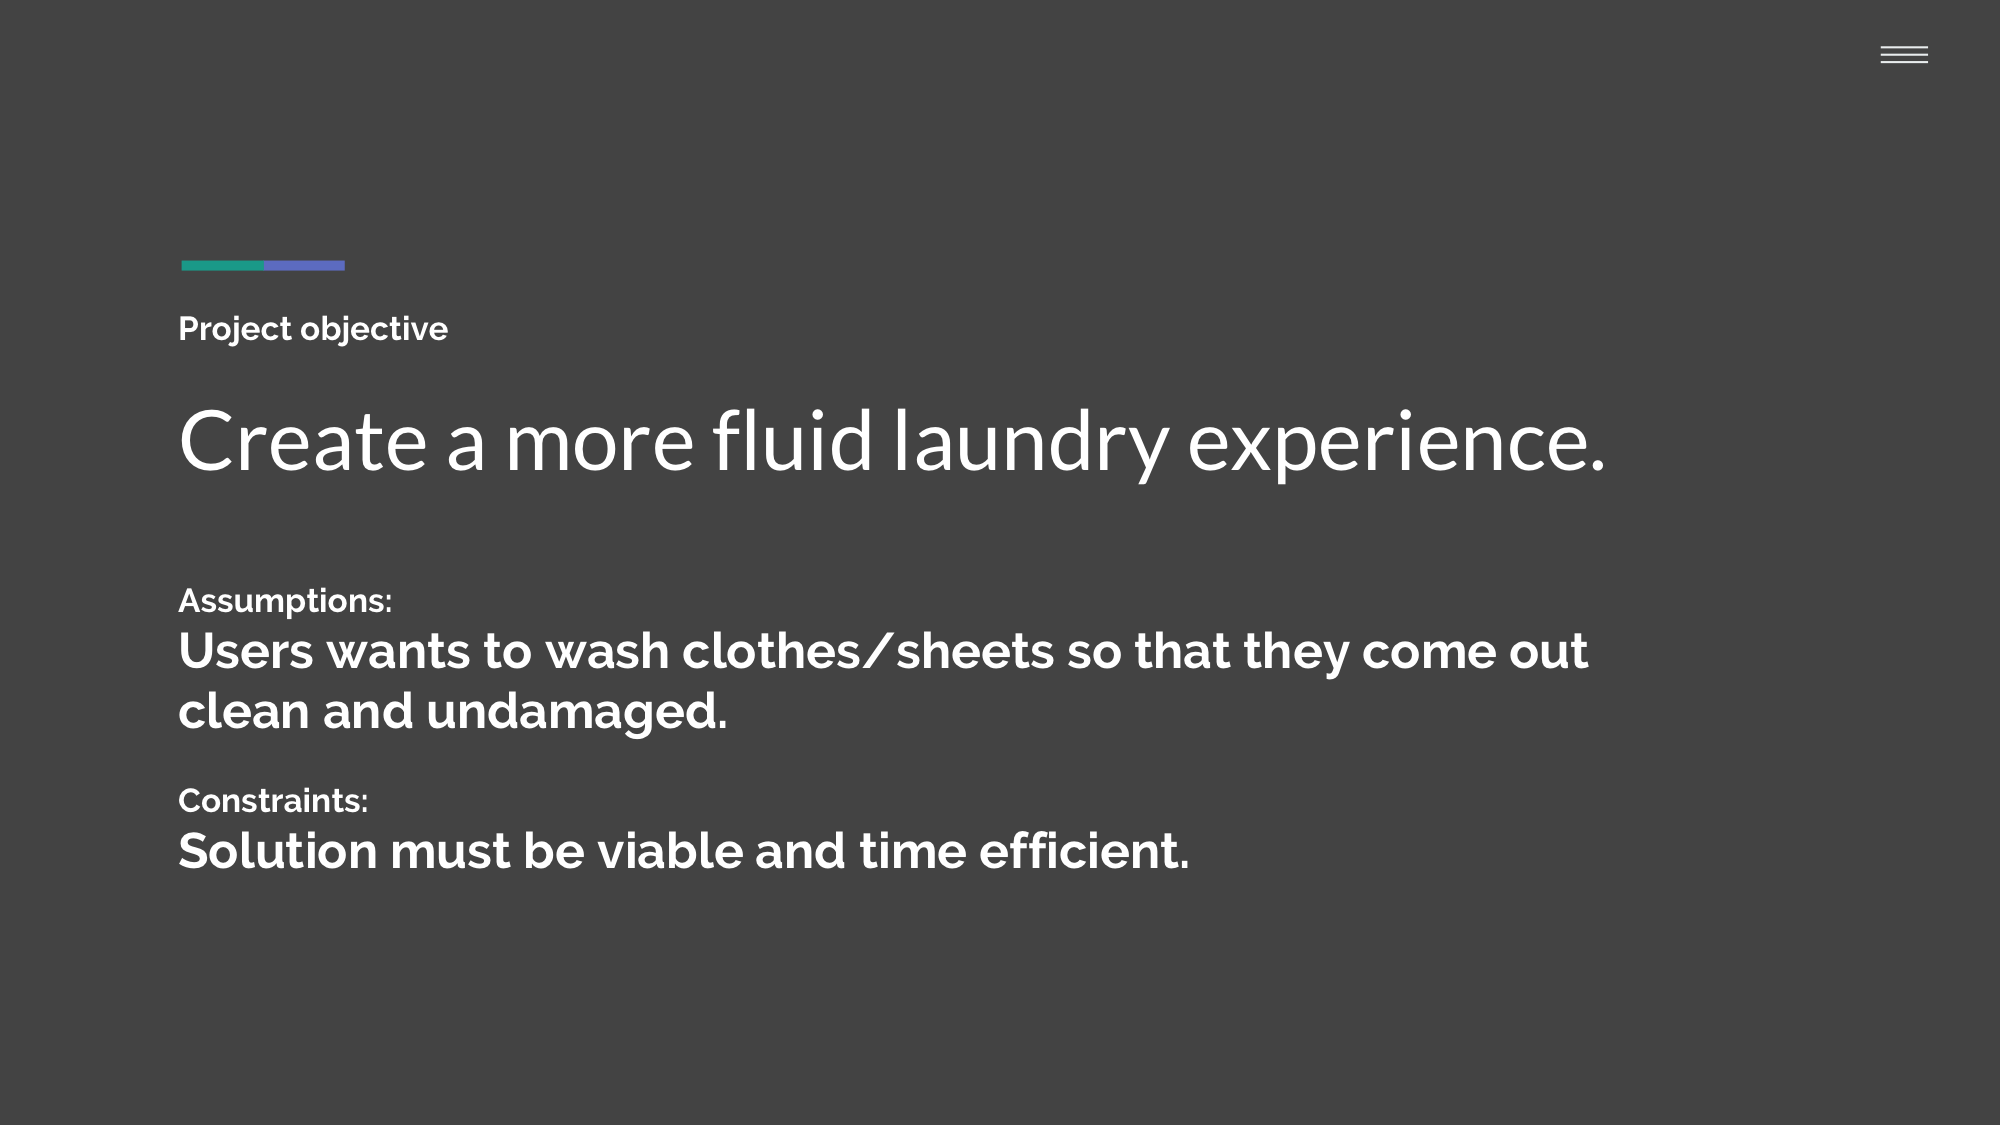 Project objective
Create a more fluid laundry experience.
Assumptions:
Users wants to wash clothes/sheets so that they come out
clean and undamaged.
Constraints:
Solution must be viable and time efficient.